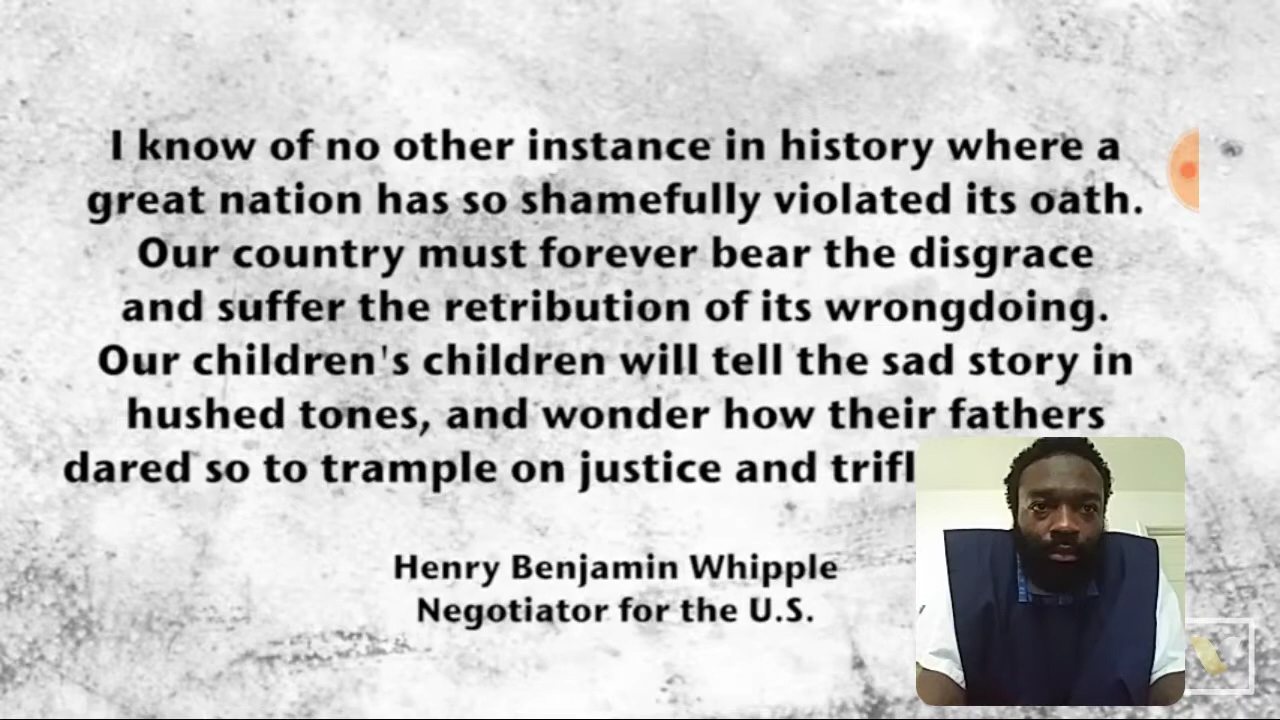 I know of no other instance in history where a
great nation has so shamefully violated its oath.
Our country must forever bear the disgrace
and suffer the retribution of its wrongdoing.
Our children's children will tell the sad story in
hushed tones, and wonder how their fathers
dared so to trample on justice and
Henry Benjamin Whipple
Negotiator for the U.S.